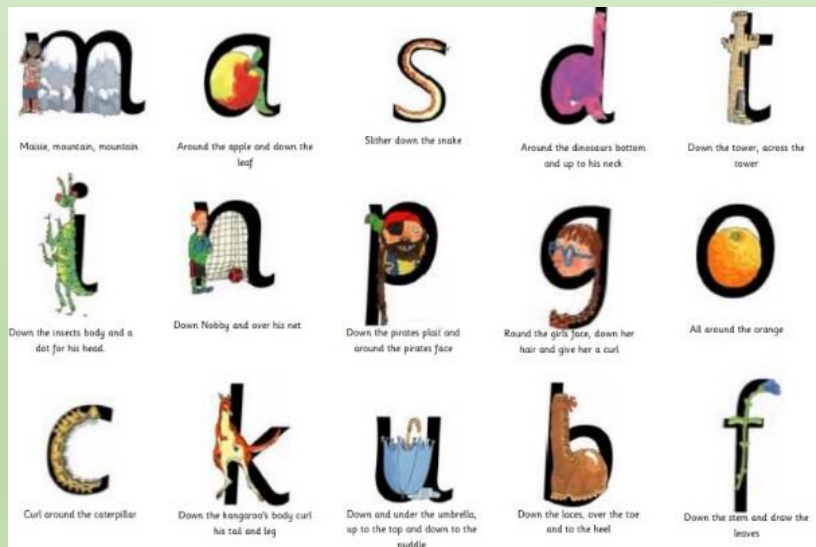 m a s d t
Maisie, mountain, mountain
Around the apple and down the
leaf
Slither down the snake
Around the dinosaurs bottom
and up to his neck
Down the tower, across the
tower
i n p g o
Down the insects body and a
dot for his head.
Down Nobby and over his net
Down the pirates plait and
around the pirates face
Round the girls face, down her
hair and give her a curl
All around the orange
c k u b f
Curl around the caterpillar
Down the kangaroo's body curl
his tail and leg
Down and under the umbrella,
up to the top and down to the
puddle
Down the laces, over the toe
and to the heel
Down the stem and draw the
leaves